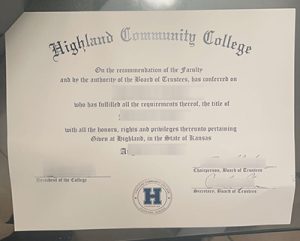 Highland Community College
On the recommendation of the Faculty
and by the authority of the Board of Trustees, has conferred on
who has fulfilled all the requirements thereof, the title of
with all the honors, rights and privileges thereunto pertaining
Given at Highland, in the State of Kansas
President of the College
Chairperson, Board of Trustees
Secretary, Board of Trustees
H